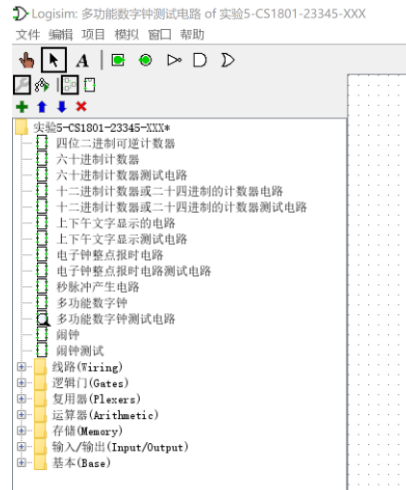 Logisim: 多功能数字钟测试电路 of 实验5-CS1801-23345-XXX
文件 编辑 项目 模拟 窗口 帮助
A
实验5-CS1801-23345-XXX*
四位二进制可逆计数器
六十进制计数器
六十进制计数器测试电路
十二进制计数器或二十四进制的计数器电路
十二进制计数器或二十四进制的计数器测试电路
上下午文字显示的电路
上下午文字显示测试电路
电子钟整点报时电路
电子钟整点报时电路测试电路
秒脉冲产生电路
多功能数字钟
多功能数字钟测试电路
闹钟
闹钟测试
线路(Wiring)
逻辑门(Gates)
复用器(Plexers)
运算器(Arithmetic)
存储(Memory)
输入/输出(Input/Output)
基本(Base)